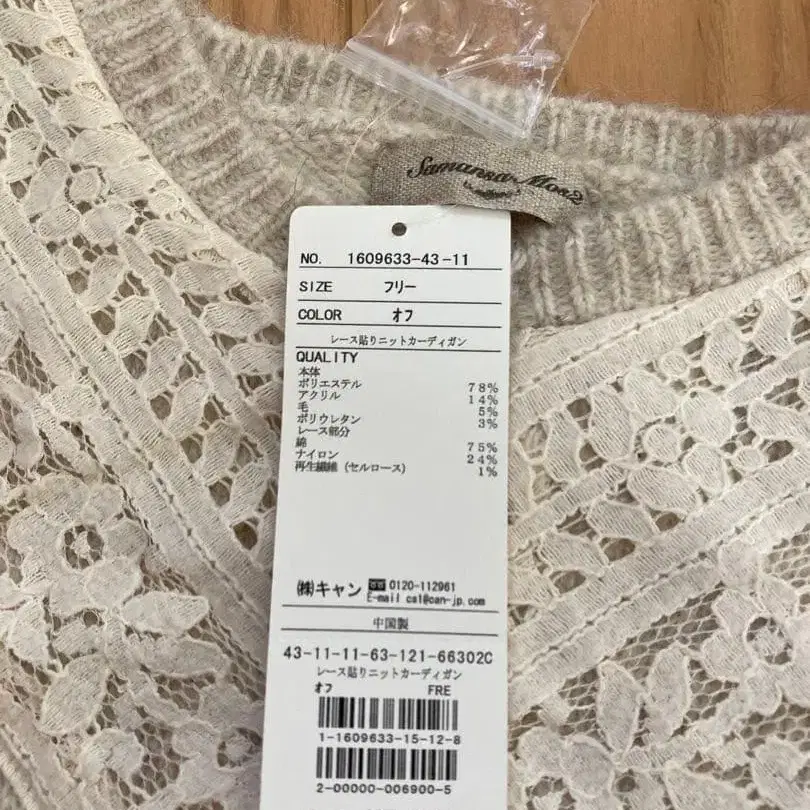 Samansa Mos2
NO. 1609633-43-11
SIZE フリー
COLOR オフ
レース貼りニットカーディガン
QUALITY
本体
ポリエステル 78%
アクリル 14%
毛 5%
ポリウレタン 3%
レース部分
綿 75%
ナイロン 24%
再生繊維(セルロース) 1%
㈱キャン 0120-112961
E-mail cs1@can-jp.com
中国製
43-11-11-63-121-66302C
レース貼りニットカーディガン
オフ FRE
1-1609633-15-12-8
2-00000-006900-5